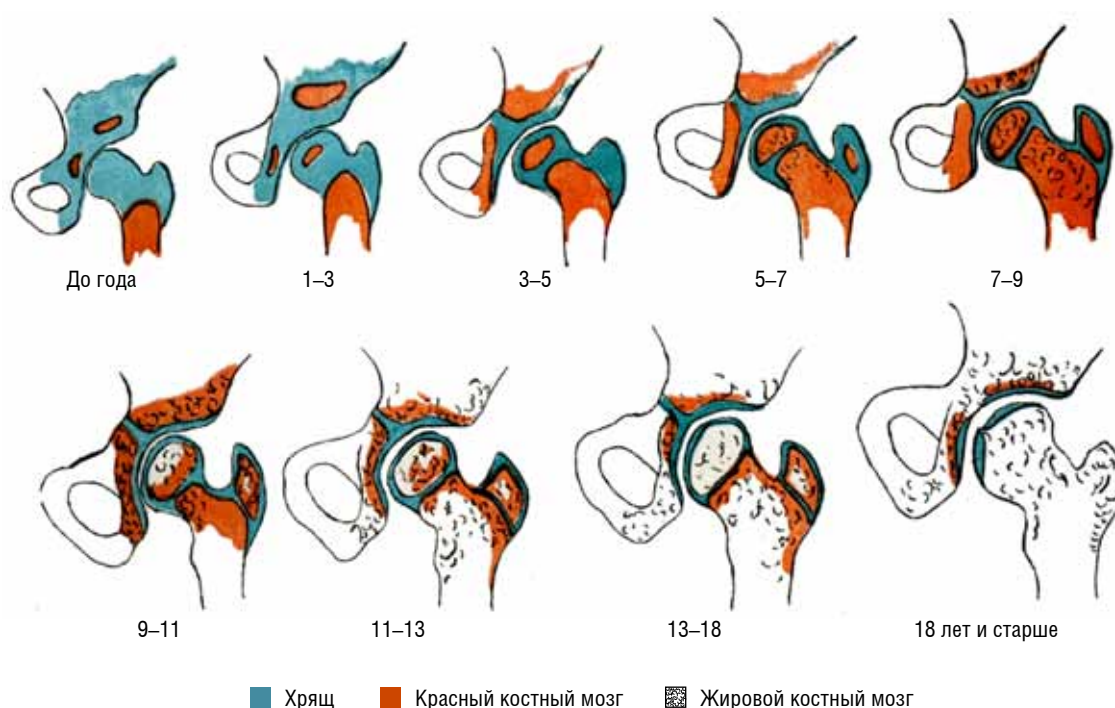 До года
1–3
3–5
5–7
7–9
9–11
11–13
13–18
18 лет и старше
Хрящ
Красный костный мозг
Жировой костный мозг